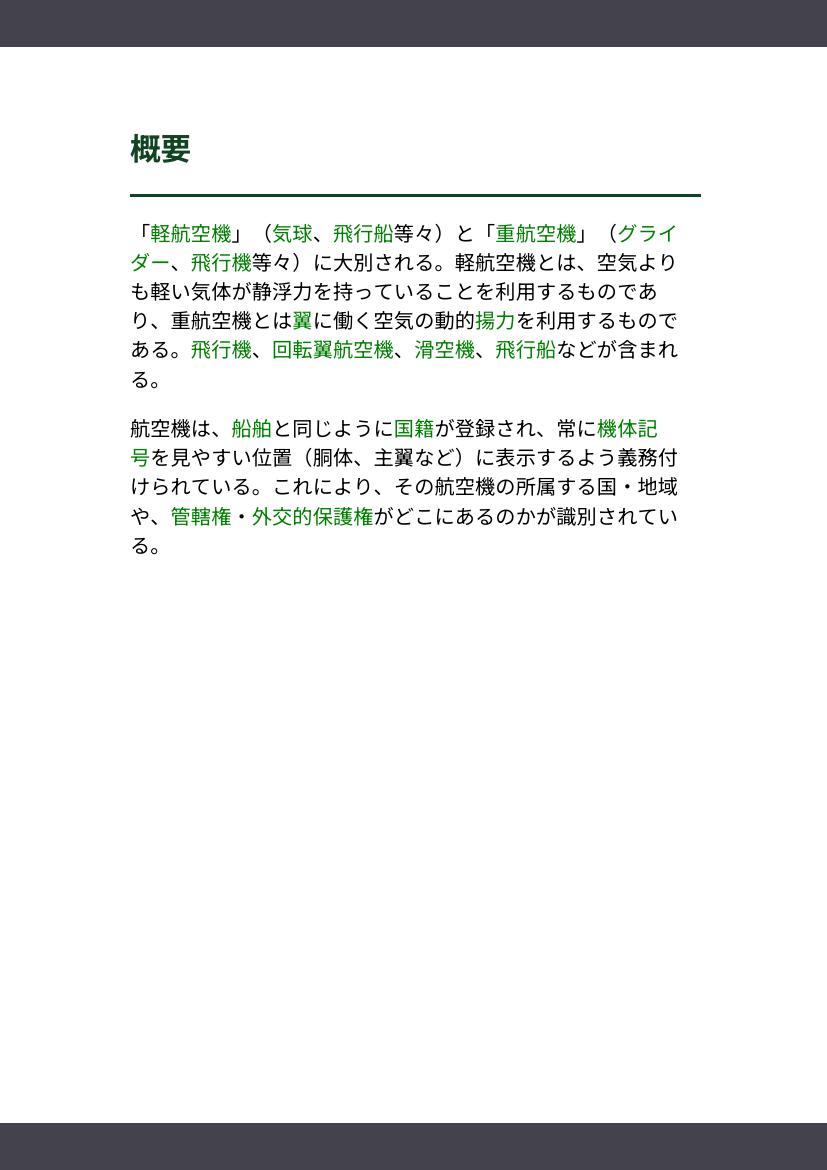 概要
「軽航空機」（気球、飛行船等々）と「重航空機」（グライ
ダー、飛行機等々）に大別される。軽航空機とは、空気より
も軽い気体が静浮力を持っていることを利用するものであ
り、重航空機とは翼に働く空気の動的揚力を利用するもので
ある。飛行機、回転翼航空機、滑空機、飛行船などが含まれ
る。
航空機は、船舶と同じように国籍が登録され、常に機体記
号を見やすい位置（胴体、主翼など）に表示するよう義務付
けられている。これにより、その航空機の所属する国・地域
や、管轄権・外交的保護権がどこにあるのかが識別されてい
る。